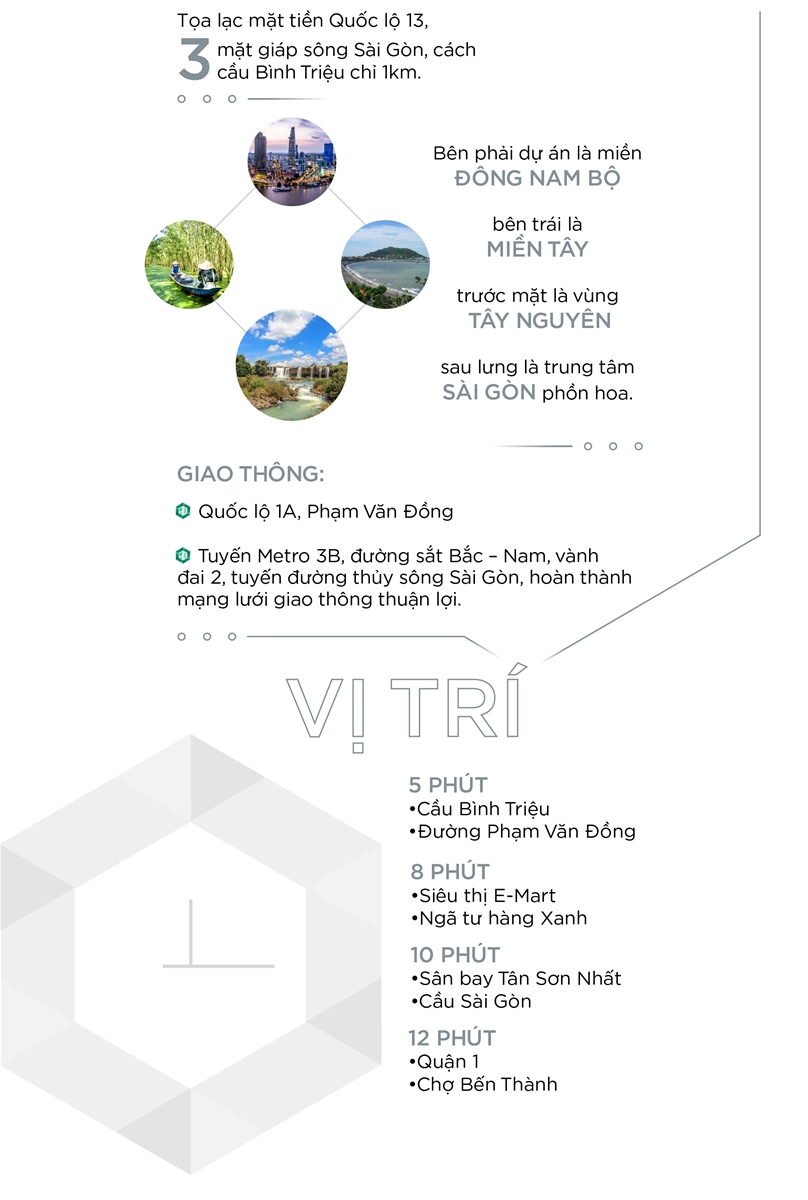 Tọa lạc mặt tiền Quốc lộ 13,
3 mặt giáp sông Sài Gòn, cách
cầu Bình Triệu chỉ 1km.
Bên phải dự án là miền
ĐÔNG NAM BỘ
bên trái là
MIỀN TÂY
trước mặt là vùng
TÂY NGUYÊN
sau lưng là trung tâm
SÀI GÒN phồn hoa.
GIAO THÔNG:
Quốc lộ 1A, Phạm Văn Đồng
Tuyến Metro 3B, đường sắt Bắc – Nam, vành
đai 2, tuyến đường thủy sông Sài Gòn, hoàn thành
mạng lưới giao thông thuận lợi.
VỊ TRÍ
5 PHÚT
•Cầu Bình Triệu
•Đường Phạm Văn Đồng
8 PHÚT
•Siêu thị E-Mart
•Ngã tư hàng Xanh
10 PHÚT
•Sân bay Tân Sơn Nhất
•Cầu Sài Gòn
12 PHÚT
•Quận 1
•Chợ Bến Thành